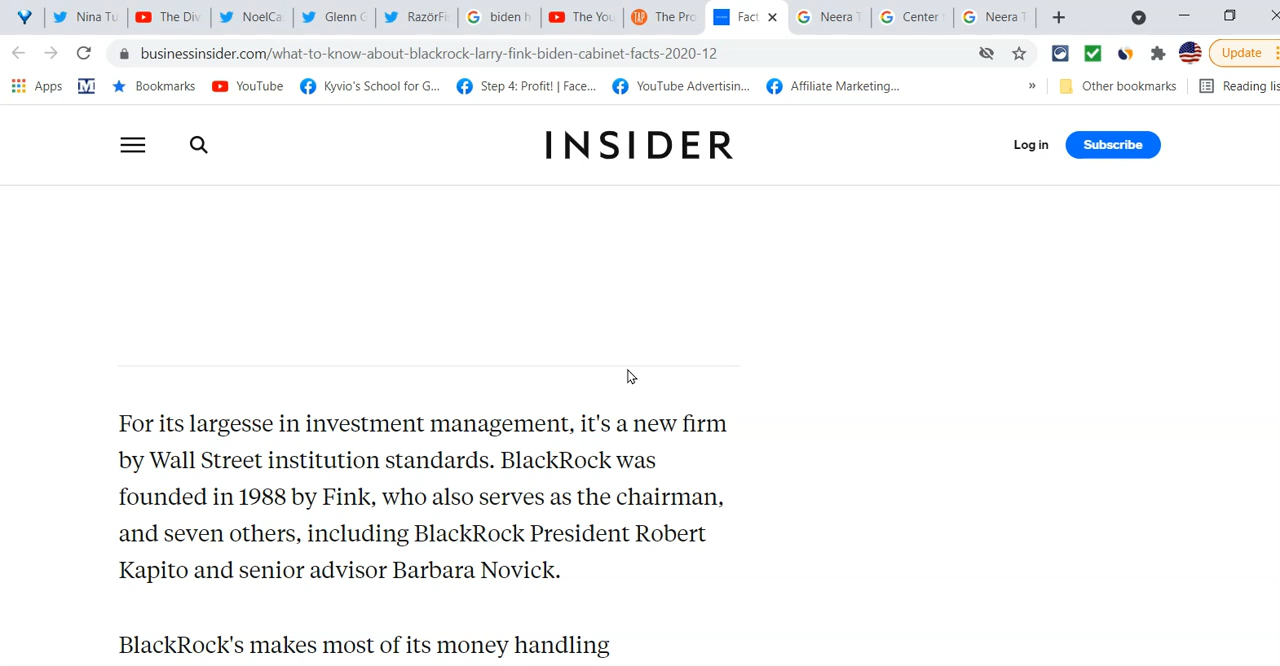 Nina Tu
The Div
NoelCa
Glenn G
RazörFi
biden h
The You
The Pro
Fact
Neera T
Center
Neera T
businessinsider.com/what-to-know-about-blackrock-larry-fink-biden-cabinet-facts-2020-12
Update
Apps
Bookmarks
YouTube
Kyvio's School for G...
Step 4: Profit! | Face...
YouTube Advertisin...
Affiliate Marketing...
»
Other bookmarks
Reading lis
INSIDER
Log in
Subscribe
For its largesse in investment management, it's a new firm
by Wall Street institution standards. BlackRock was
founded in 1988 by Fink, who also serves as the chairman,
and seven others, including BlackRock President Robert
Kapito and senior advisor Barbara Novick.
BlackRock's makes most of its money handling